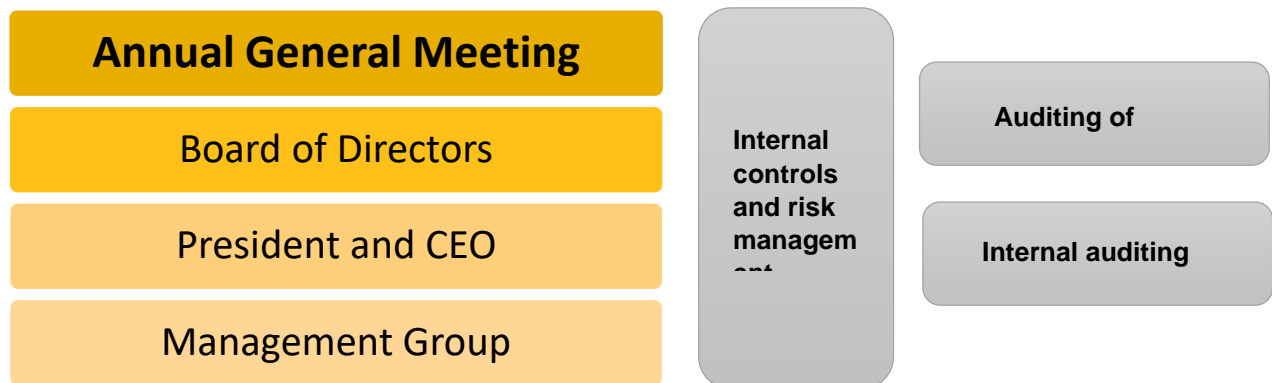 Annual General Meeting
Board of Directors
President and CEO
Management Group
Internal
controls
and risk
managem
ent
Auditing of
Internal auditing